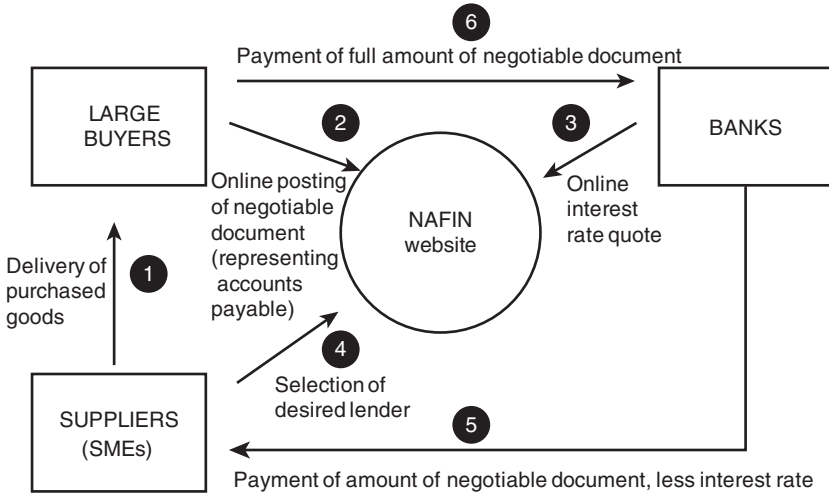 6
Payment of full amount of negotiable document
LARGE
BUYERS
2
3
BANKS
Online posting
of negotiable
document
(representing
accounts
payable)
NAFIN
website
Online
interest
rate quote
Delivery of
purchased
goods
1
4
Selection of
desired lender
SUPPLIERS
(SMEs)
5
Payment of amount of negotiable document, less interest rate